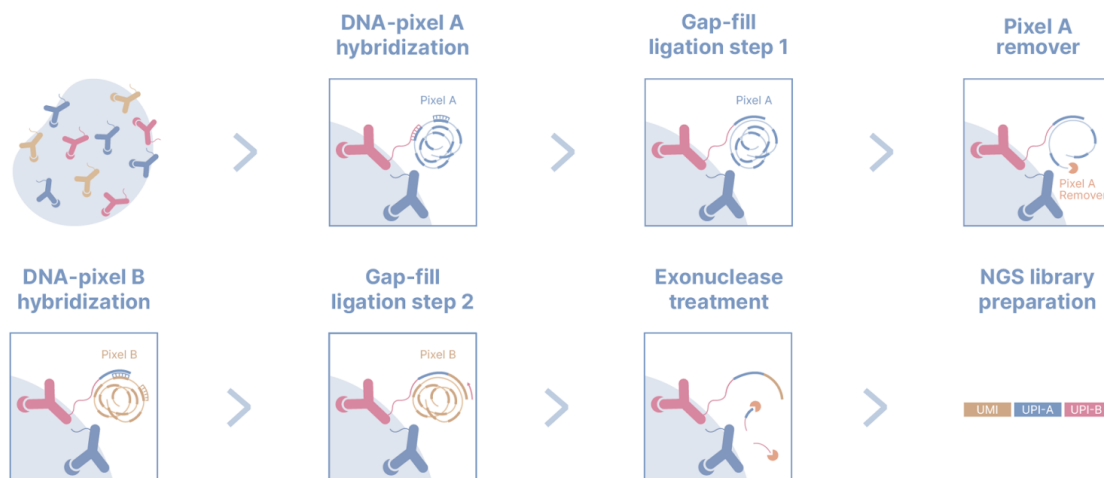 DNA-pixel A
hybridization
Gap-fill
ligation step 1
Pixel A
remover
Pixel A
Pixel A
Pixel A
Remover
DNA-pixel B
hybridization
Gap-fill
ligation step 2
Exonuclease
treatment
NGS library
preparation
Pixel B
Pixel B
UMI UPI-A UPI-B